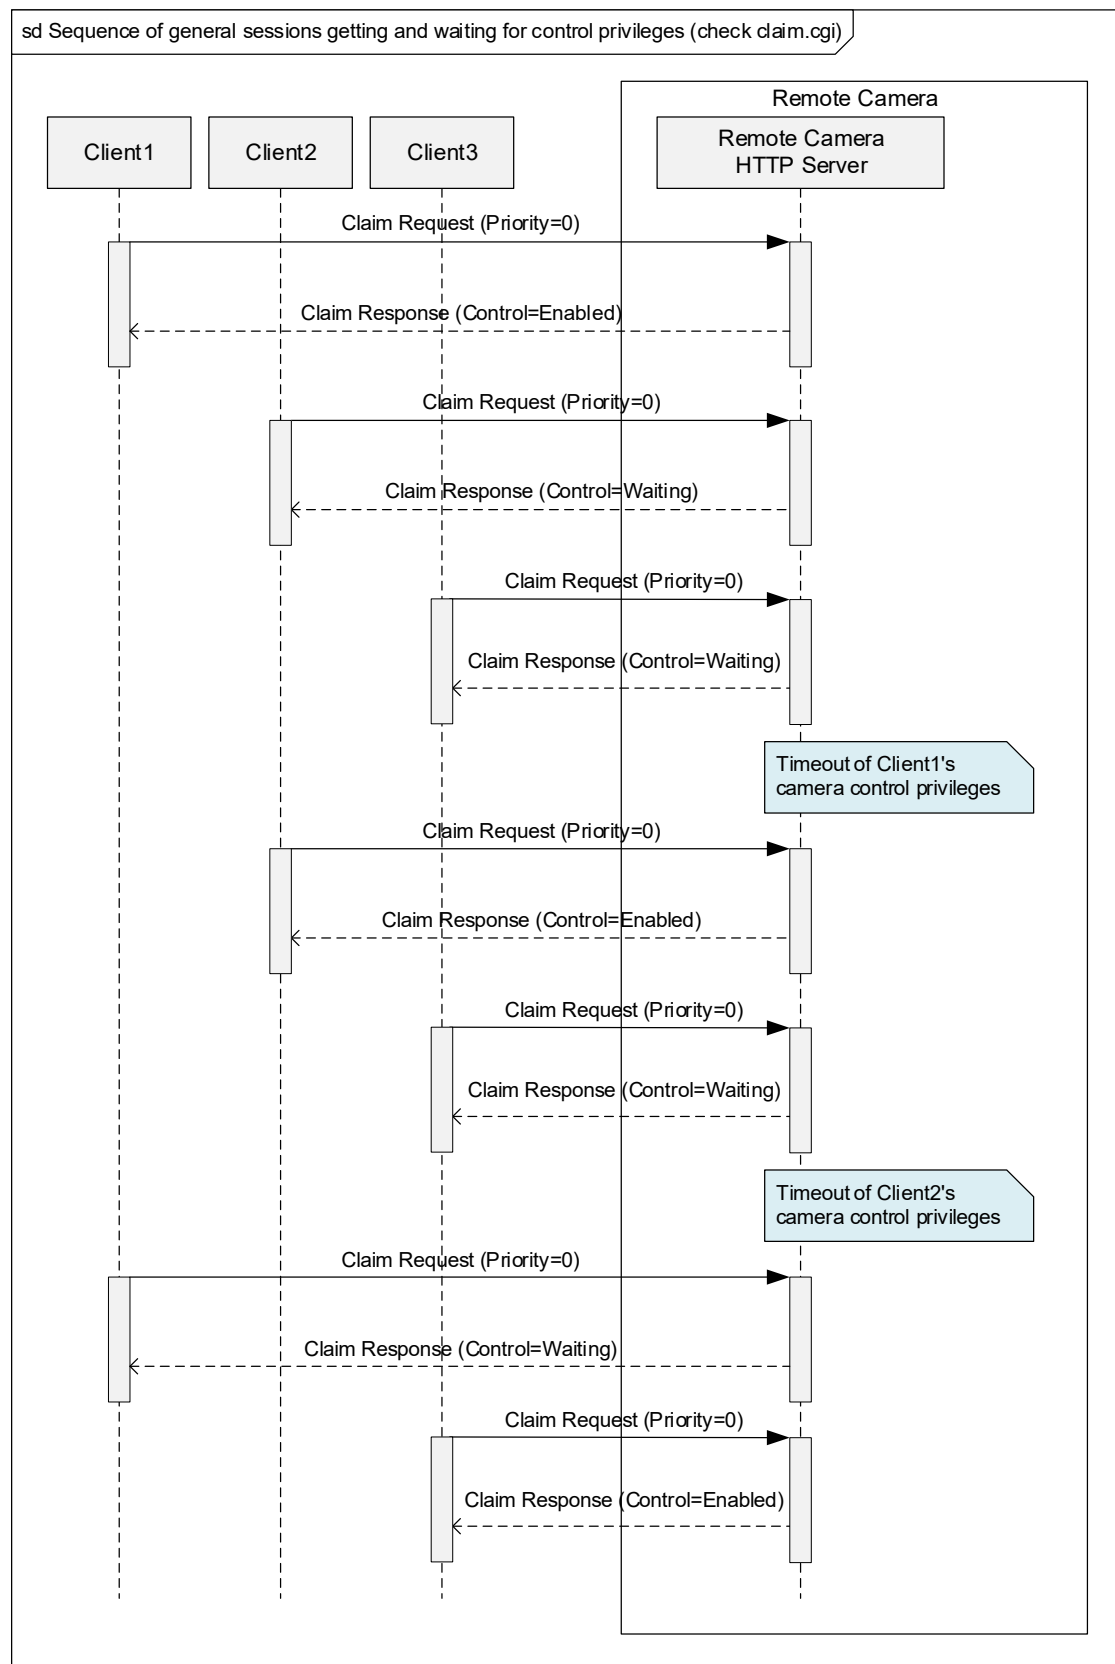 sd Sequence of general sessions getting and waiting for control privileges (check claim.cgi)
Remote Camera
Client1
Client2
Client3
Remote Camera
HTTP Server
Claim Request (Priority=0)
Claim Response (Control=Enabled)
Claim Request (Priority=0)
Claim Response (Control=Waiting)
Claim Request (Priority=0)
Claim Response (Control=Waiting)
Timeout of Client1's
camera control privileges
Claim Request (Priority=0)
Claim Response (Control=Enabled)
Claim Request (Priority=0)
Claim Response (Control=Waiting)
Timeout of Client2's
camera control privileges
Claim Request (Priority=0)
Claim Response (Control=Waiting)
Claim Request (Priority=0)
Claim Response (Control=Enabled)